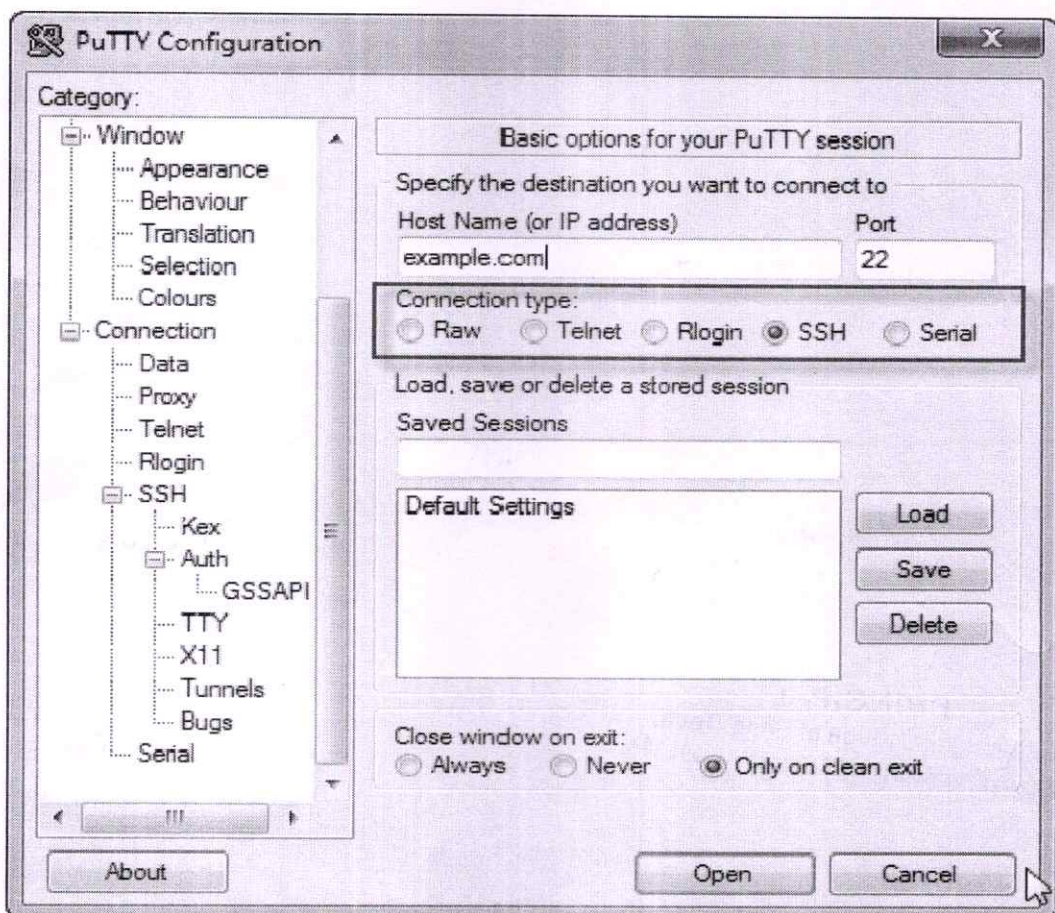 PuTTY Configuration
Category:
Window
Appearance
Behaviour
Translation
Selection
Colours
Connection
Data
Proxy
Telnet
Rlogin
SSH
Kex
Auth
GSSAPI
TTY
X11
Tunnels
Bugs
Serial
Basic options for your PuTTY session
Specify the destination you want to connect to
Host Name (or IP address) Port
example.com 22
Connection type:
Raw Telnet Rlogin SSH Serial
Load, save or delete a stored session
Saved Sessions
Default Settings
Load
Save
Delete
Close window on exit:
Always Never Only on clean exit
About Open Cancel